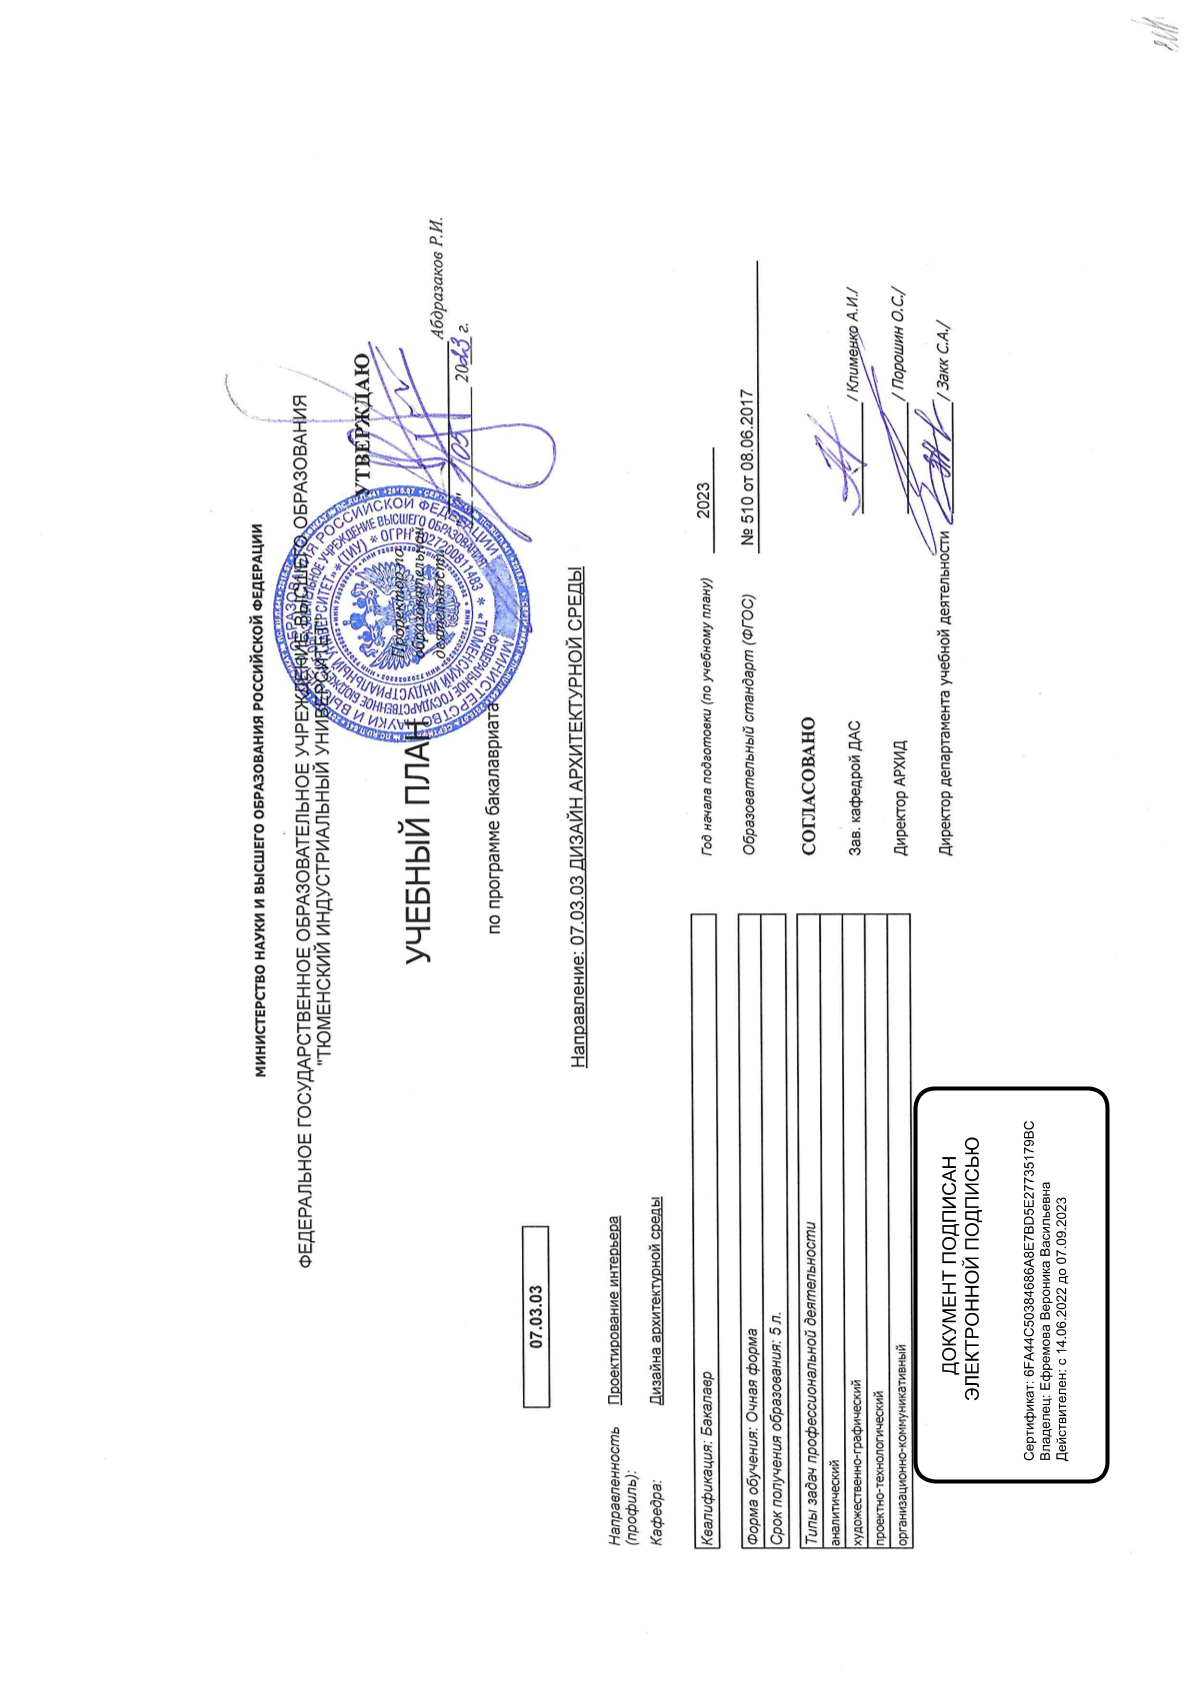 МИНИСТЕРСТВО НАУКИ И ВЫСШЕГО ОБРАЗОВАНИЯ РОССИЙСКОЙ ФЕДЕРАЦИИ
ФЕДЕРАЛЬНОЕ ГОСУДАРСТВЕННОЕ ОБРАЗОВАТЕЛЬНОЕ УЧРЕЖДЕНИЕ ВЫСШЕГО ОБРАЗОВАНИЯ
"ТЮМЕНСКИЙ ИНДУСТРИАЛЬНЫЙ УНИВЕРСИТЕТ"
УТВЕРЖДАЮ
Проректор по
образовательной
деятельности
Абдразаков Р.И.
05 2023 г.
УЧЕБНЫЙ ПЛАН
по программе бакалавриата
07.03.03
Направление: 07.03.03 ДИЗАЙН АРХИТЕКТУРНОЙ СРЕДЫ
Направленность (профиль): Проектирование интерьера
Кафедра: Дизайна архитектурной среды
Квалификация: Бакалавр
Форма обучения: Очная форма
Срок получения образования: 5 л.
Типы задач профессиональной деятельности
аналитический
художественно-графический
проектно-технологический
организационно-коммуникативный
Год начала подготовки (по учебному плану) 2023
Образовательный стандарт (ФГОС) № 510 от 08.06.2017
СОГЛАСОВАНО
Зав. кафедрой ДАС / Клименко А.И./
Директор АРХИД / Порошин О.С./
Директор департамента учебной деятельности / Закк С.А./
ДОКУМЕНТ ПОДПИСАН
ЭЛЕКТРОННОЙ ПОДПИСЬЮ
Сертификат: 6FA44C50384686A8E7BD5E27735179BC
Владелец: Ефремова Вероника Васильевна
Действителен: с 14.06.2022 до 07.09.2023